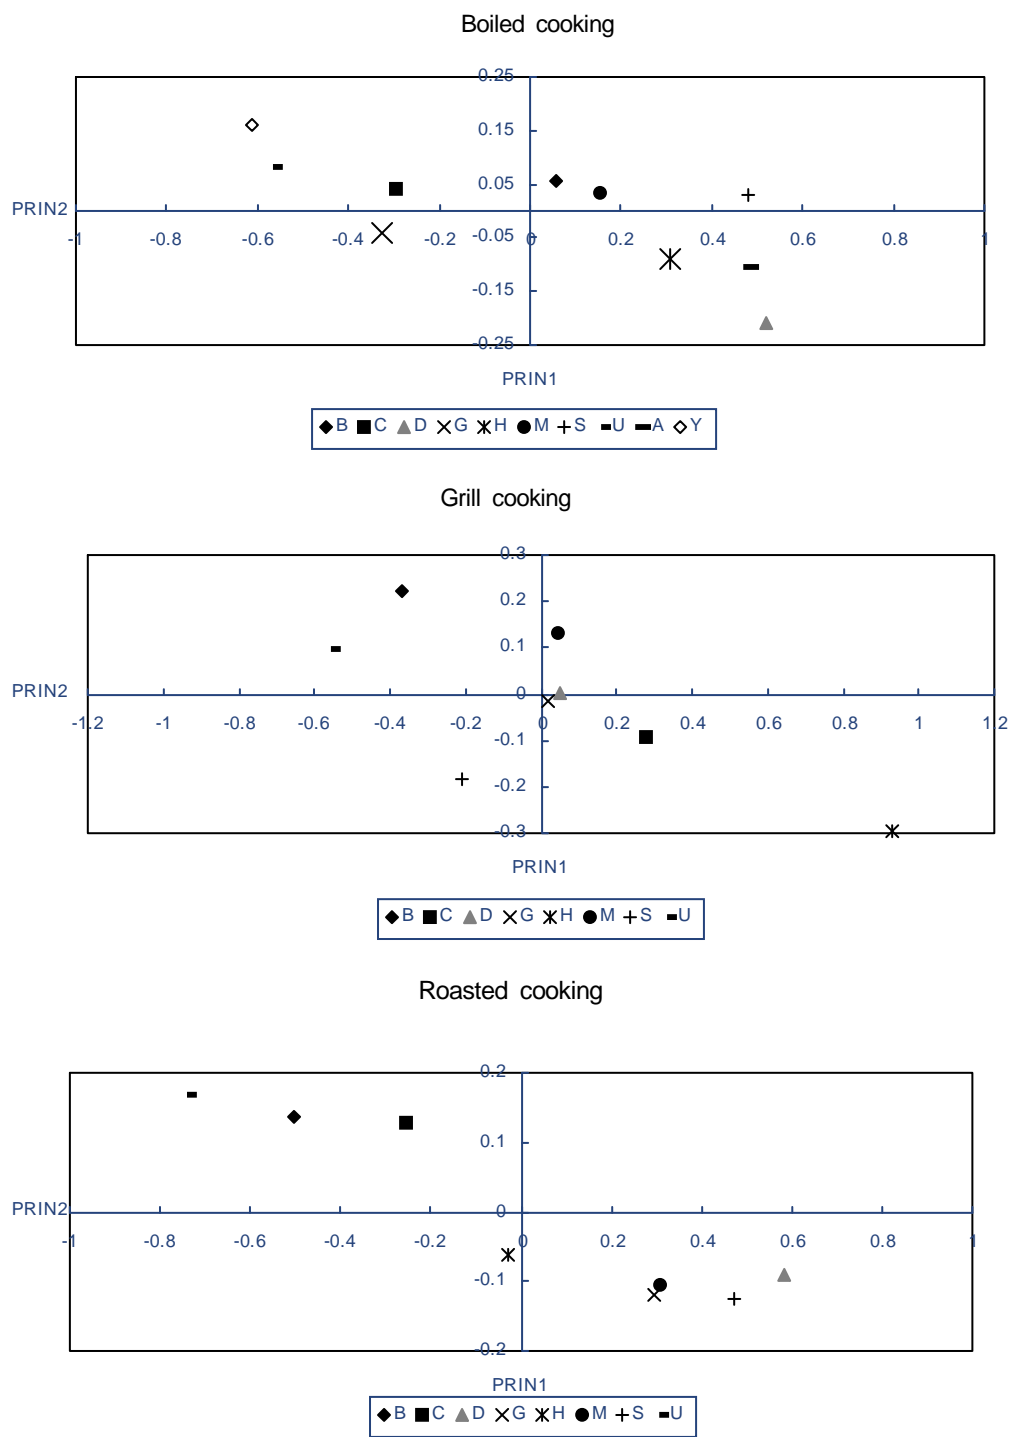 Boiled cooking
0.25
0.15
0.05
PRIN2
-1 -0.8 -0.6 -0.4 -0.2 0 0.2 0.4 0.6 0.8 1
-0.05
-0.15
-0.25
PRIN1
B C D G H M S U A Y
Grill cooking
0.3
0.2
0.1
PRIN2 0
-1.2 -1 -0.8 -0.6 -0.4 -0.2 0 0.2 0.4 0.6 0.8 1 1.2
-0.1
-0.2
-0.3
PRIN1
B C D G H M S U
Roasted cooking
0.2
0.1
PRIN2 0
-1 -0.8 -0.6 -0.4 -0.2 0 0.2 0.4 0.6 0.8 1
-0.1
-0.2
PRIN1
B C D G H M S U